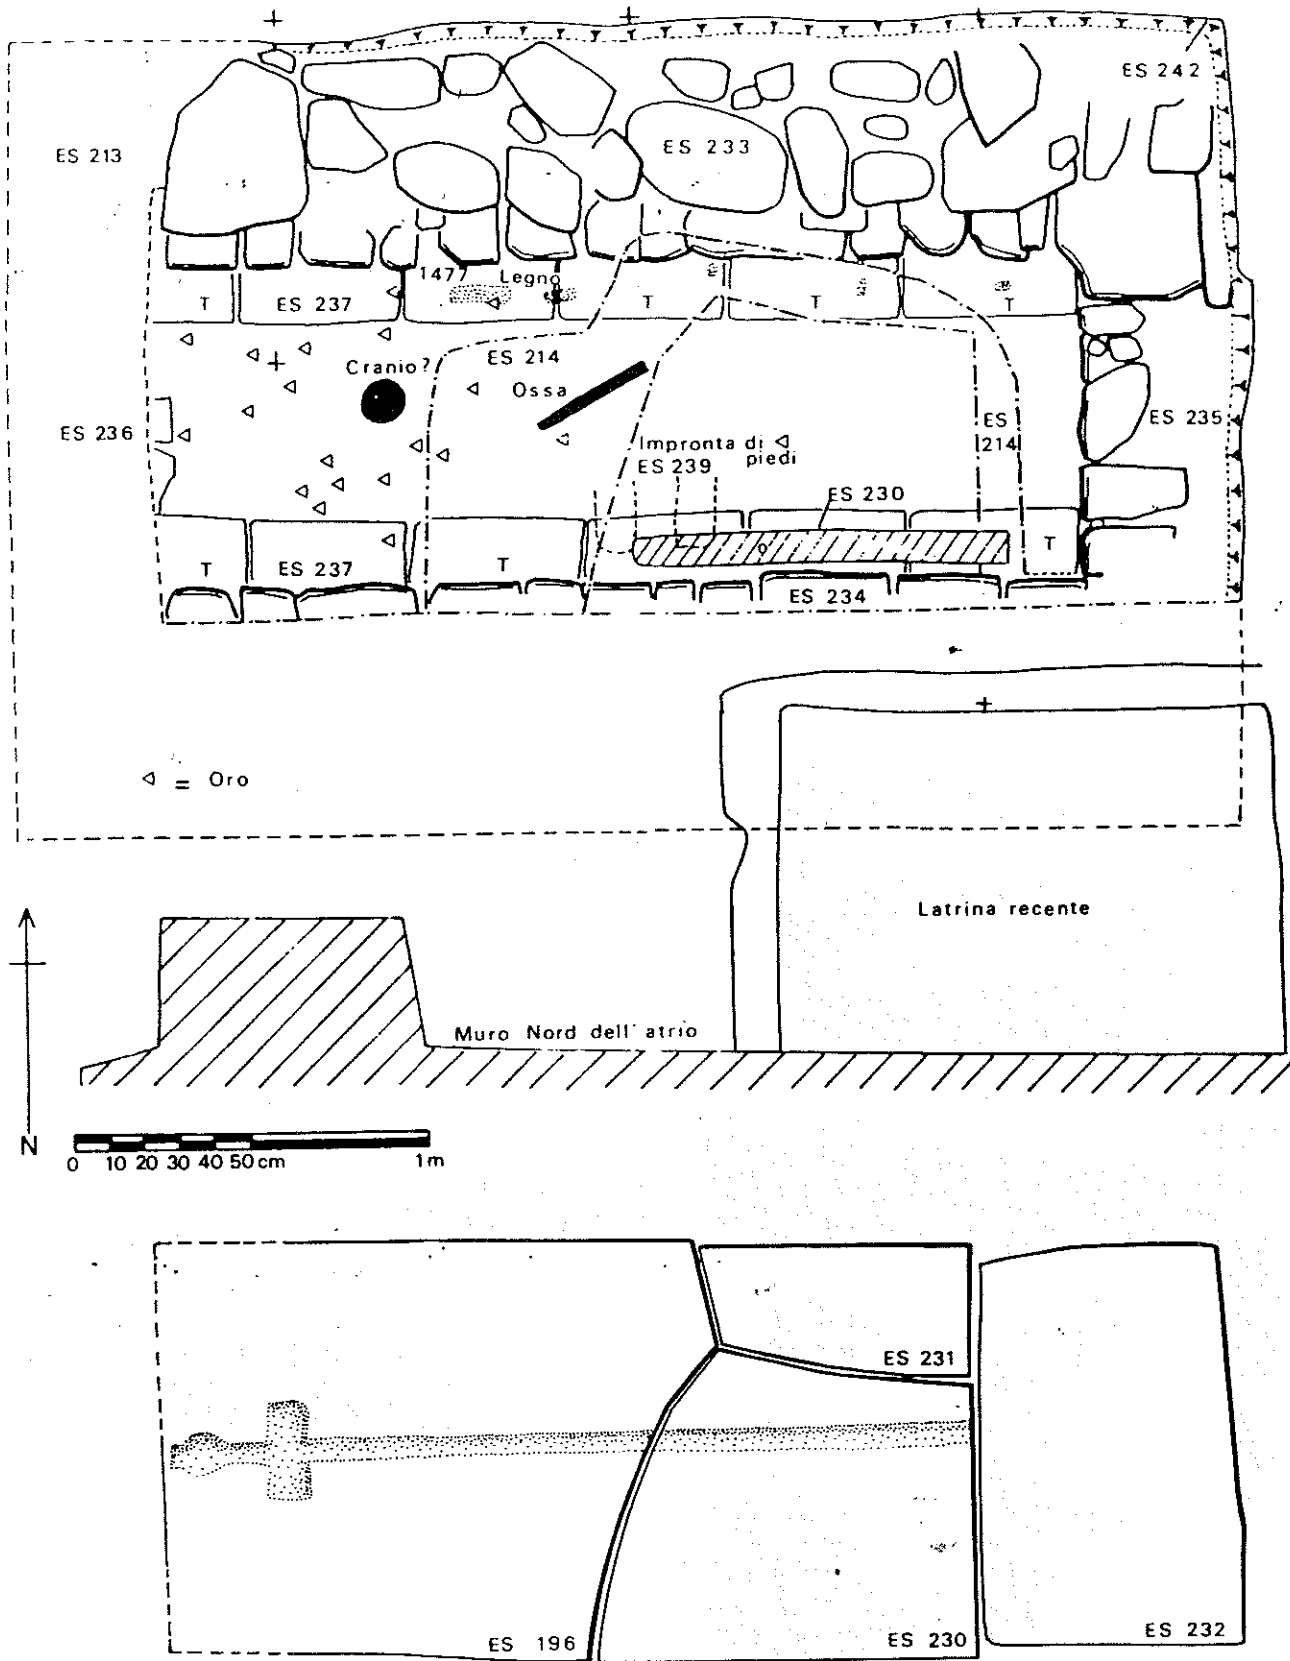 ES 242
ES 213
ES 233
1477 Legno
T ES 237 T T T
ES 214
Cranio?
Ossa
ES 236
ES 235
ES 214
Impronta di piedi
ES 239
ES 230
T ES 237 T T
ES 234
= Oro
Latrina recente
Muro Nord dell'atrio
N
0 10 20 30 40 50 cm 1 m
ES 231
ES 196
ES 230
ES 232